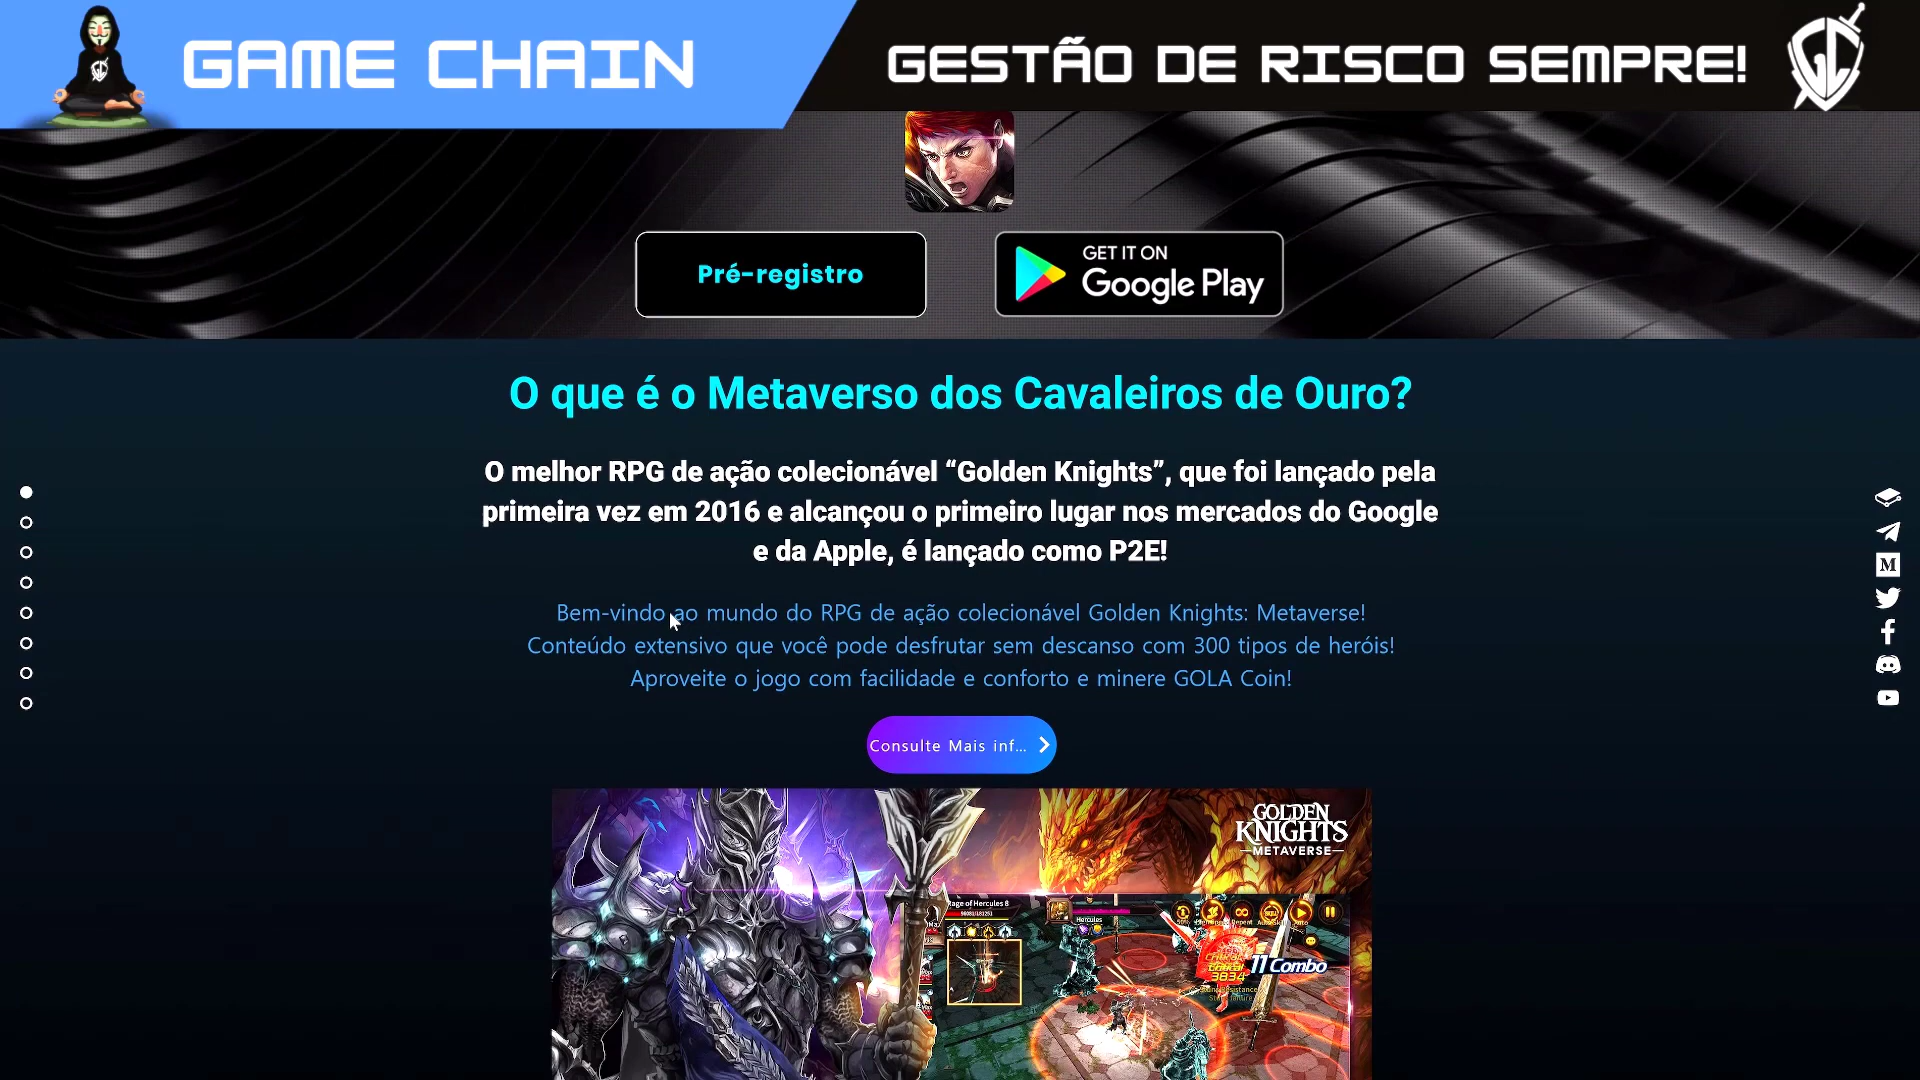 GAME CHAIN
GESTÃO DE RISCO SEMPRE!
Pré-registro
GET IT ON
Google Play
O que é o Metaverso dos Cavaleiros de Ouro?
O melhor RPG de ação colecionável “Golden Knights”, que foi lançado pela
primeira vez em 2016 e alcançou o primeiro lugar nos mercados do Google
e da Apple, é lançado como P2E!
Bem-vindo ao mundo do RPG de ação colecionável Golden Knights: Metaverse!
Conteúdo extensivo que você pode desfrutar sem descanso com 300 tipos de heróis!
Aproveite o jogo com facilidade e conforto e minere GOLA Coin!
Consulte Mais inf...
GOLDEN
KNIGHTS
METAVERSE
Hercules
11 Combo
3834